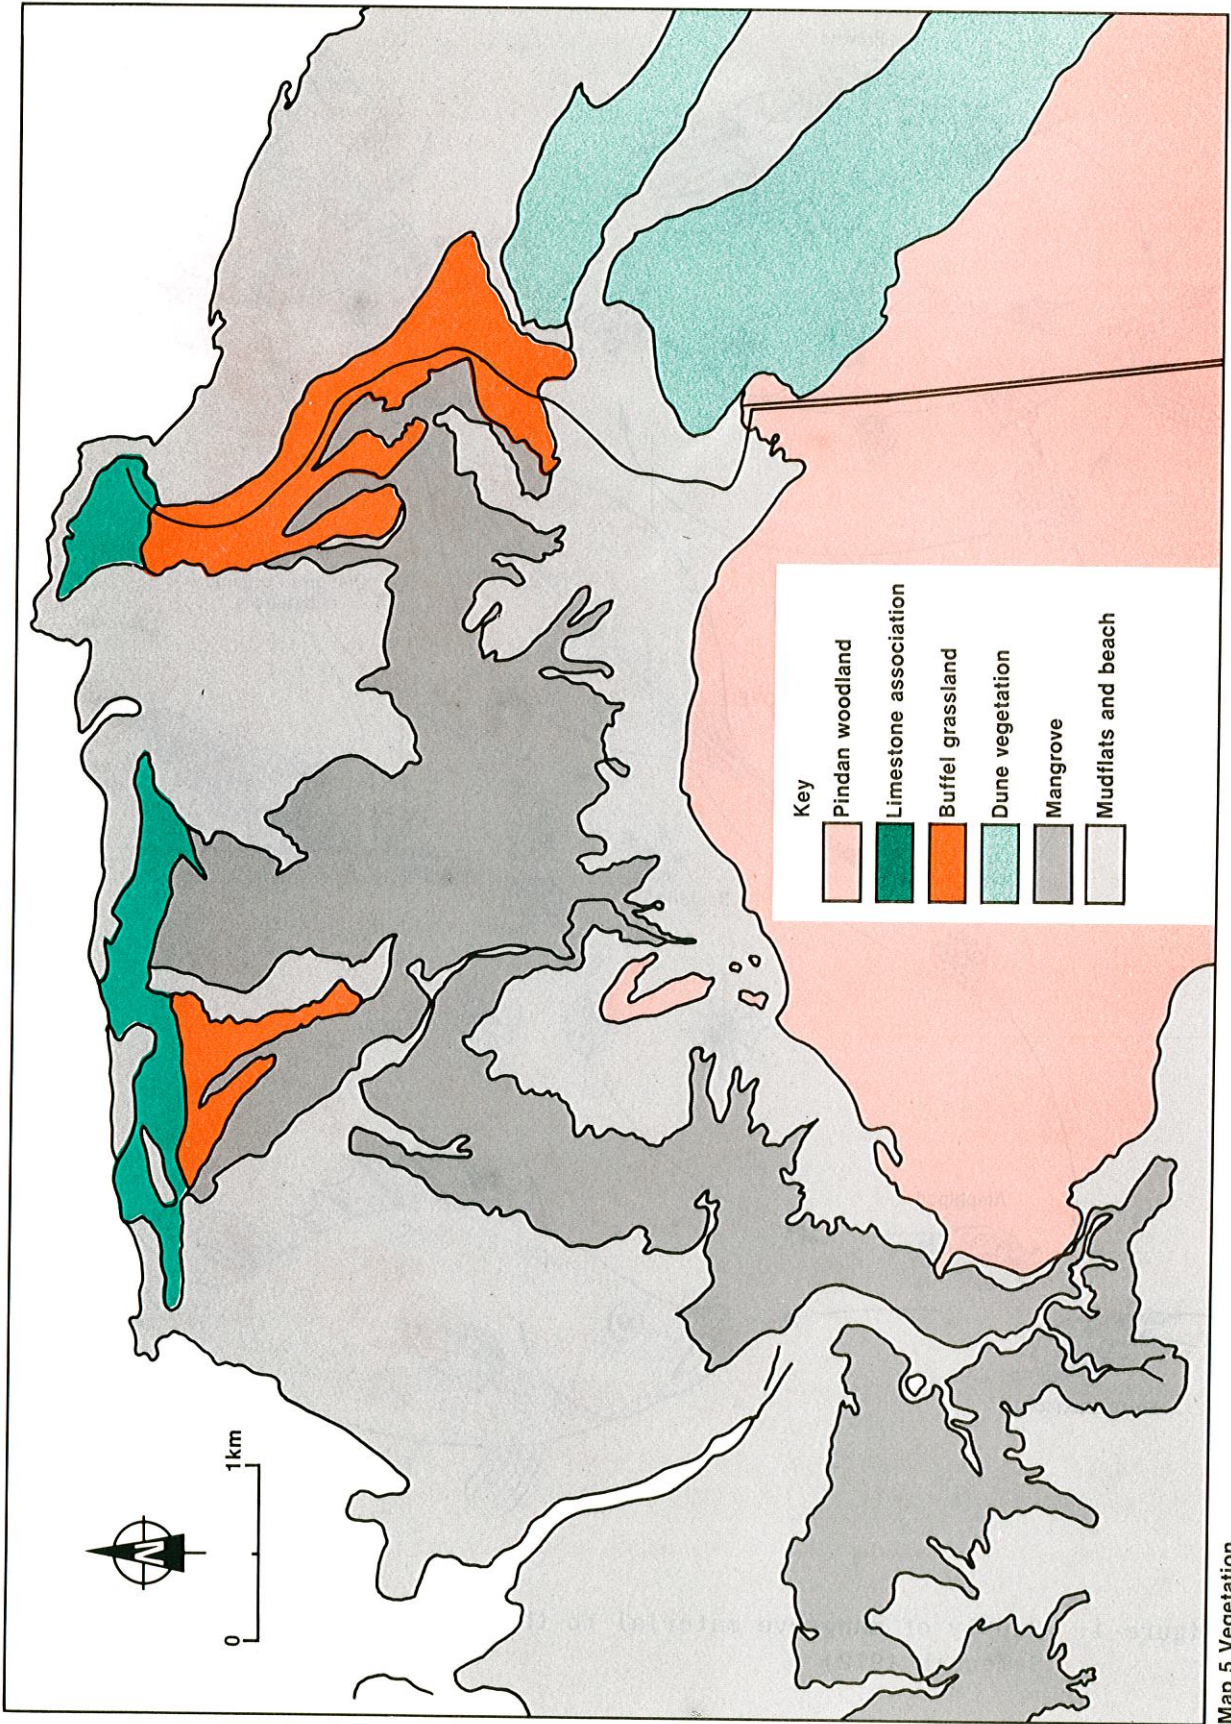 N
0 1km
Key
Pindan woodland
Limestone association
Buffel grassland
Dune vegetation
Mangrove
Mudflats and beach
Map 5 Vegetation